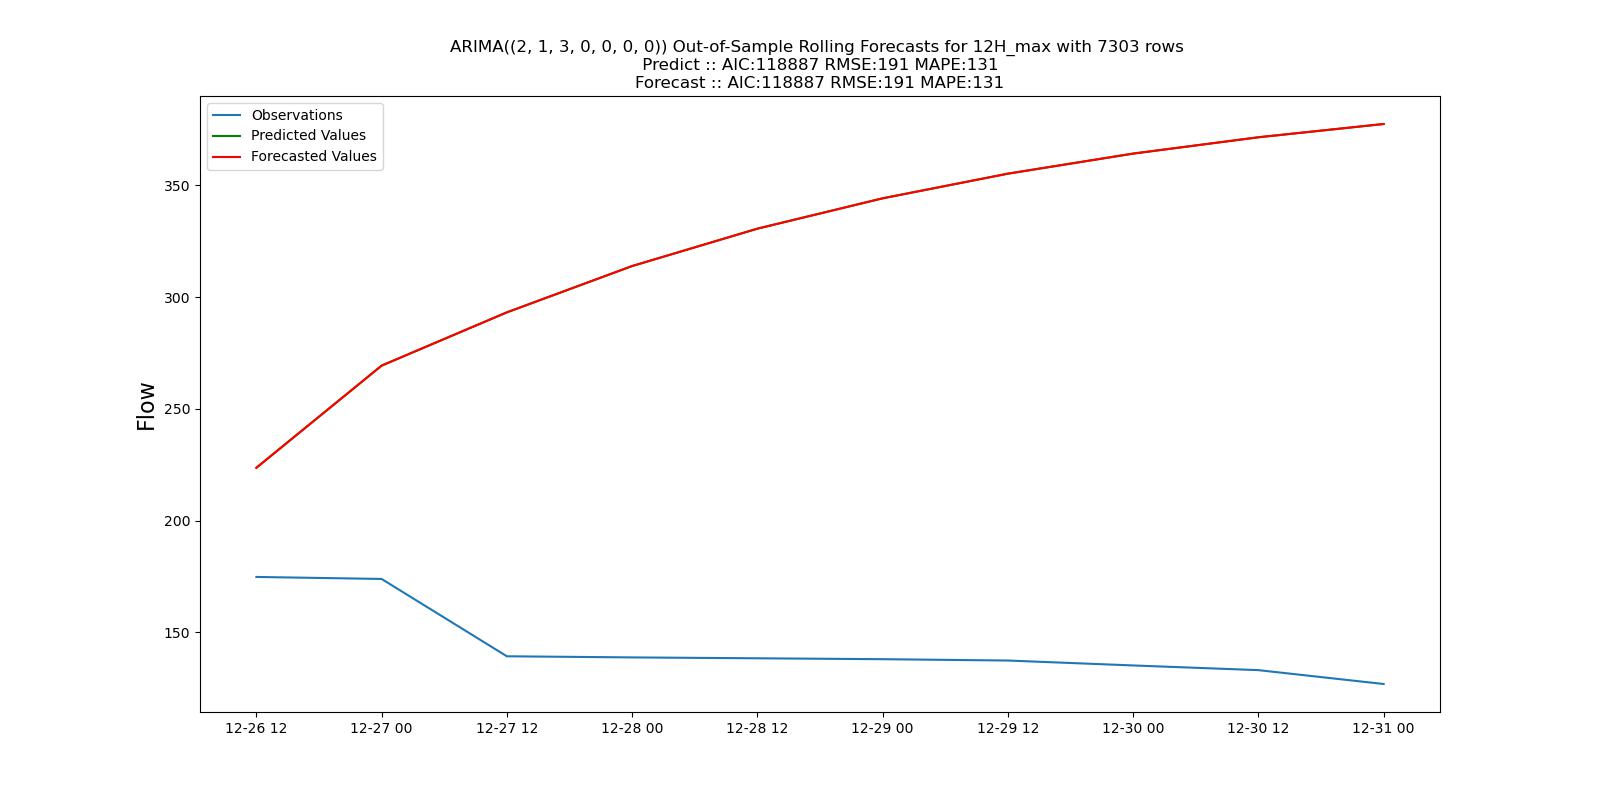 ARIMA((2, 1, 3, 0, 0, 0, 0)) Out-of-Sample Rolling Forecasts for 12H_max with 7303 rows
Predict :: AIC:118887 RMSE:191 MAPE:131
Forecast :: AIC:118887 RMSE:191 MAPE:131
Observations
Predicted Values
Forecasted Values
350
300
250
200
150
Flow
12-26 12
12-27 00
12-27 12
12-28 00
12-28 12
12-29 00
12-29 12
12-30 00
12-30 12
12-31 00